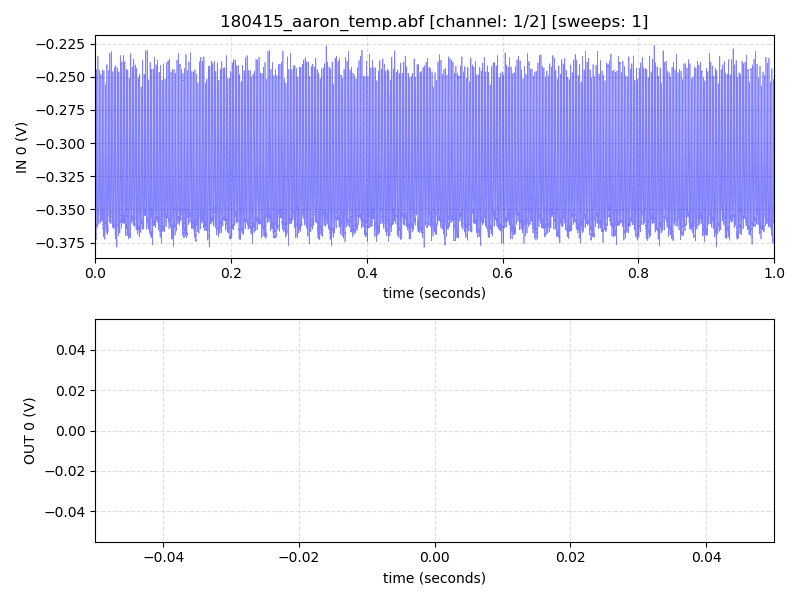 180415_aaron_temp.abf [channel: 1/2] [sweeps: 1]
−0.225
−0.250
−0.275
−0.300
−0.325
−0.350
−0.375
IN 0 (V)
0.0 0.2 0.4 0.6 0.8 1.0
time (seconds)
0.04
0.02
0.00
−0.02
−0.04
OUT 0 (V)
−0.04 −0.02 0.00 0.02 0.04
time (seconds)